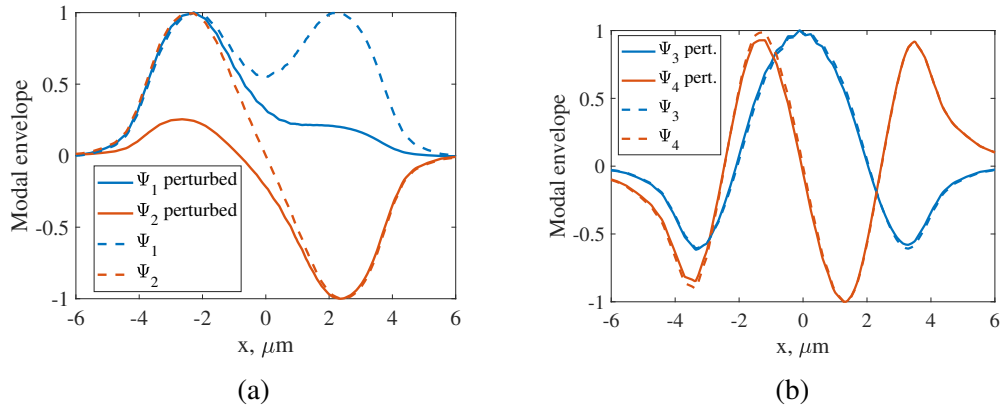 1
0.5
0
-0.5
-1
Modal envelope
Ψ1 perturbed
Ψ2 perturbed
Ψ1
Ψ2
-6 -4 -2 0 2 4 6
x, μm
(a)
1
0.5
0
-0.5
-1
Modal envelope
Ψ3 pert.
Ψ4 pert.
Ψ3
Ψ4
-6 -4 -2 0 2 4 6
x, μm
(b)